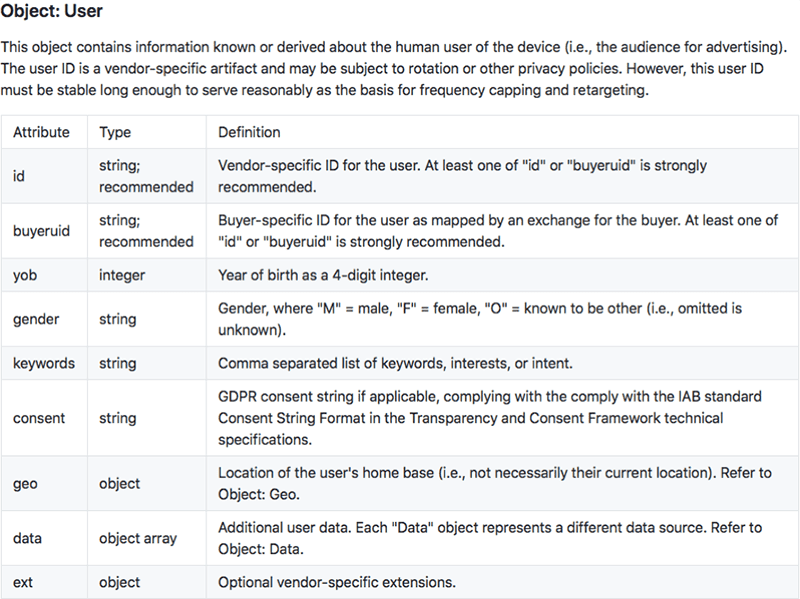 Object: User
This object contains information known or derived about the human user of the device (i.e., the audience for advertising).
The user ID is a vendor-specific artifact and may be subject to rotation or other privacy policies. However, this user ID
must be stable long enough to serve reasonably as the basis for frequency capping and retargeting.
Attribute Type Definition
id string; recommended Vendor-specific ID for the user. At least one of "id" or "buyeruid" is strongly
recommended.
buyeruid string; recommended Buyer-specific ID for the user as mapped by an exchange for the buyer. At least one of
"id" or "buyeruid" is strongly recommended.
yob integer Year of birth as a 4-digit integer.
gender string Gender, where "M" = male, "F" = female, "O" = known to be other (i.e., omitted is
unknown).
keywords string Comma separated list of keywords, interests, or intent.
consent string GDPR consent string if applicable, complying with the comply with the IAB standard
Consent String Format in the Transparency and Consent Framework technical
specifications.
geo object Location of the user's home base (i.e., not necessarily their current location). Refer to
Object: Geo.
data object array Additional user data. Each "Data" object represents a different data source. Refer to
Object: Data.
ext object Optional vendor-specific extensions.